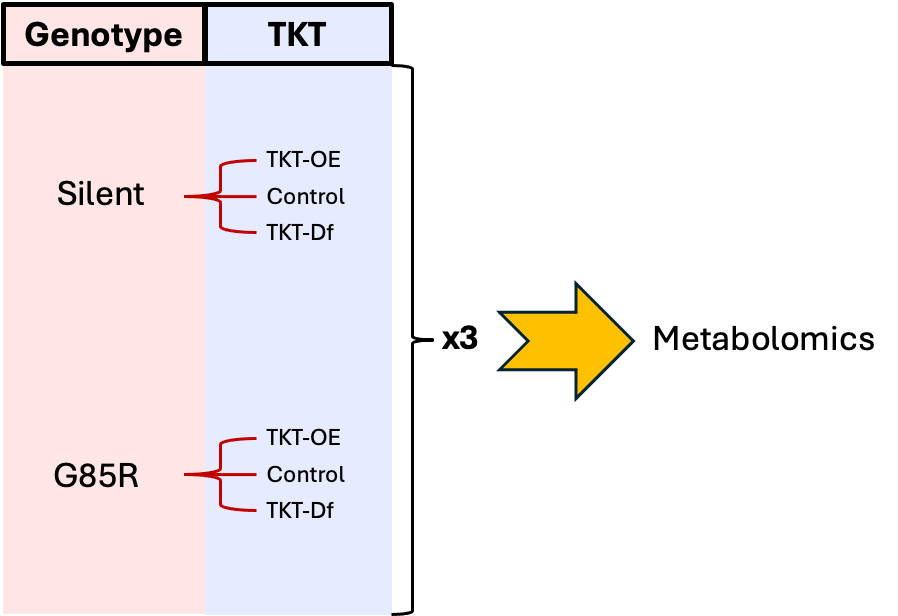 Genotype TKT
Silent
TKT-OE
Control
TKT-Df
x3
Metabolomics
G85R
TKT-OE
Control
TKT-Df